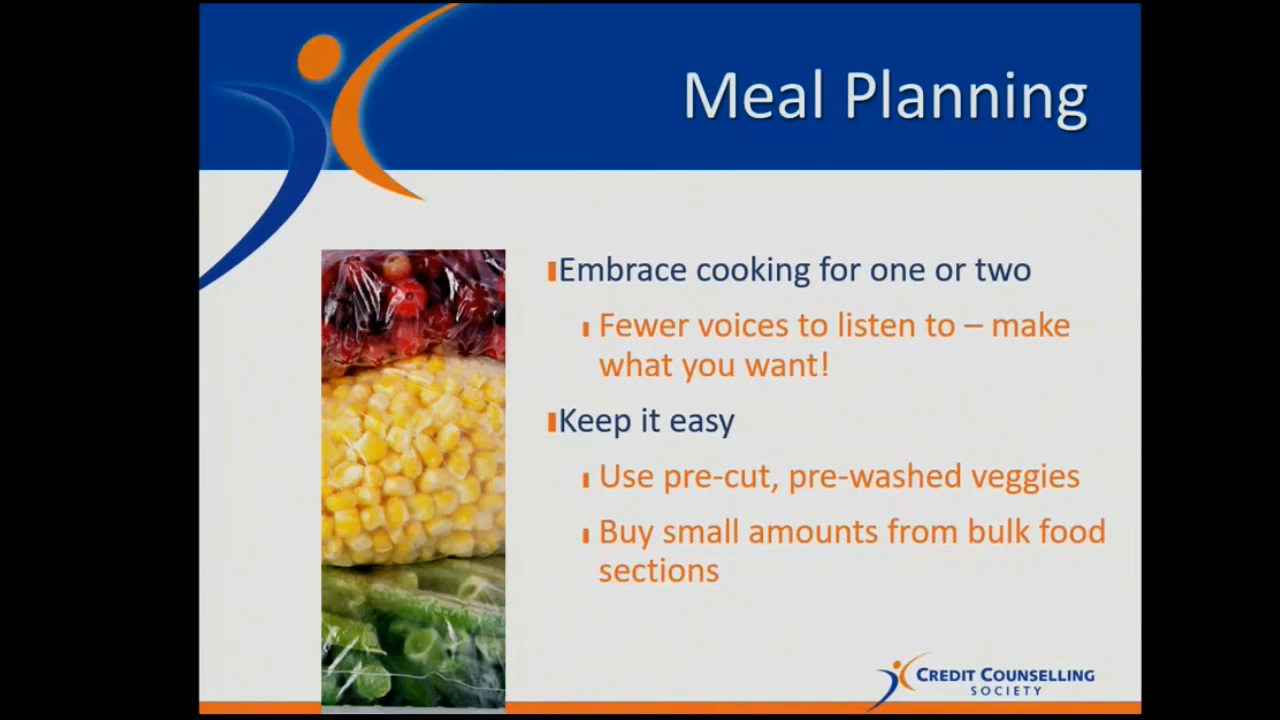 Meal Planning
Embrace cooking for one or two
Fewer voices to listen to – make
what you want!
Keep it easy
Use pre-cut, pre-washed veggies
Buy small amounts from bulk food
sections
CREDIT COUNSELLING
SOCIETY